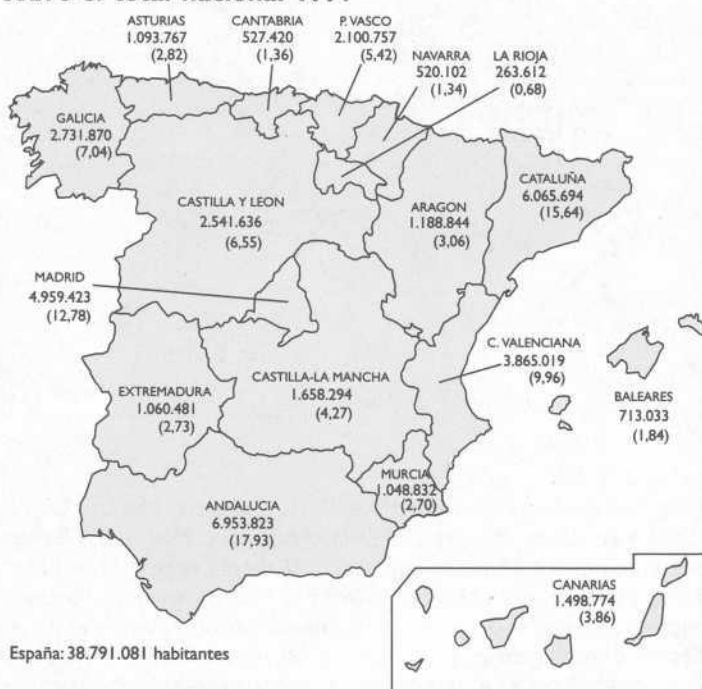 ASTURIAS
1.093.767
(2,82)
CANTABRIA
527.420
(1,36)
P. VASCO
2.100.757
(5,42)
NAVARRA
520.102
(1,34)
LA RIOJA
263.612
(0,68)
GALICIA
2.731.870
(7,04)
CASTILLA Y LEON
2.541.636
(6,55)
ARAGON
1.188.844
(3,06)
CATALUÑA
6.065.694
(15,64)
MADRID
4.959.423
(12,78)
C. VALENCIANA
3.865.019
(9,96)
EXTREMADURA
1.060.481
(2,73)
CASTILLA-LA MANCHA
1.658.294
(4,27)
BALEARES
713.033
(1,84)
MURCIA
1.048.832
(2,70)
ANDALUCIA
6.953.823
(17,93)
CANARIAS
1.498.774
(3,86)
España: 38.791.081 habitantes